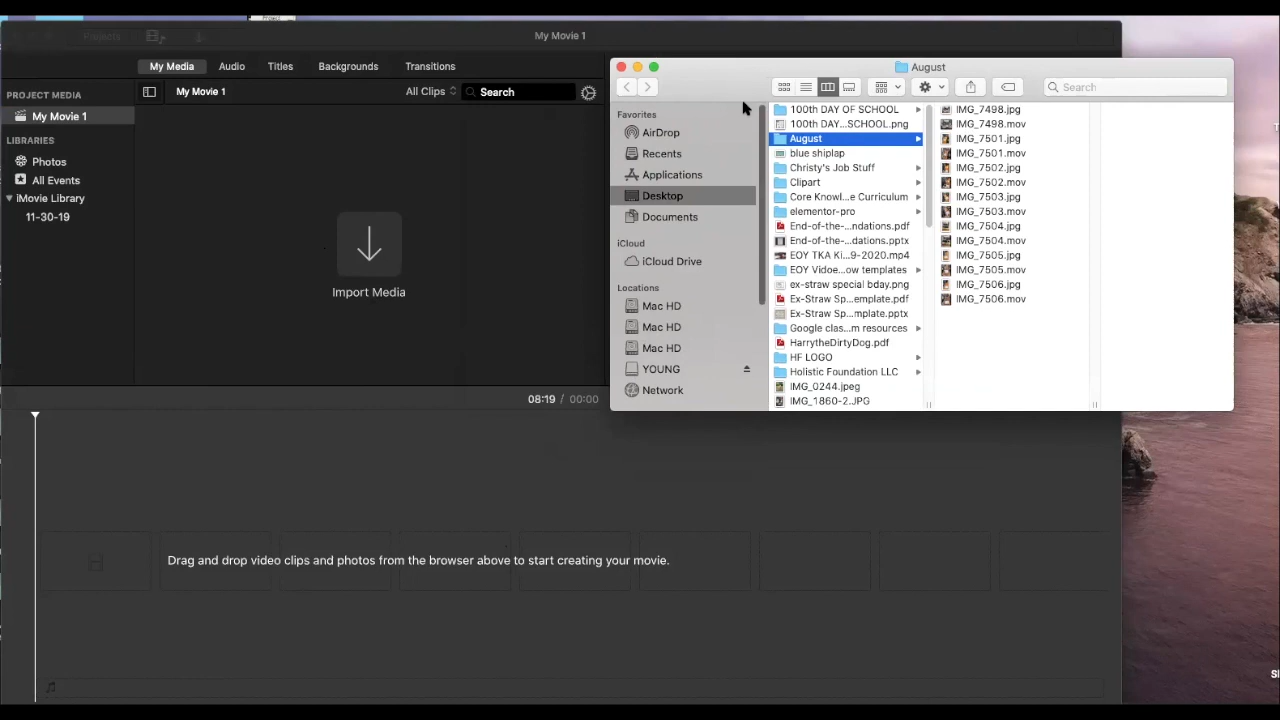 Project
Projects
My Movie 1
My Media
Audio
Titles
Backgrounds
Transitions
PROJECT MEDIA
My Movie 1
LIBRARIES
Photos
All Events
iMovie Library
11-30-19
My Movie 1
All Clips
Search
Import Media
08:19 / 00:00
Drag and drop video clips and photos from the browser above to start creating your movie.
August
Search
Favorites
AirDrop
Recents
Applications
Desktop
Documents
iCloud
iCloud Drive
Locations
Mac HD
Mac HD
Mac HD
YOUNG
Network
100th DAY OF SCHOOL
100th DAY...SCHOOL.png
August
blue shiplap
Christy's Job Stuff
Clipart
Core Knowl...e Curriculum
elementor-pro
End-of-the-...ndations.pdf
End-of-the-...dations.pptx
EOY TKA Ki...9-2020.mp4
EOY Vidoe...ow templates
ex-straw special bday.png
Ex-Straw Sp...emplate.pdf
Ex-Straw Sp...mplate.pptx
Google clas...m resources
HarrytheDirtyDog.pdf
HF LOGO
Holistic Foundation LLC
IMG_0244.jpeg
IMG_1860-2.JPG
IMG_7498.jpg
IMG_7498.mov
IMG_7501.jpg
IMG_7501.mov
IMG_7502.jpg
IMG_7502.mov
IMG_7503.jpg
IMG_7503.mov
IMG_7504.jpg
IMG_7504.mov
IMG_7505.jpg
IMG_7505.mov
IMG_7506.jpg
IMG_7506.mov